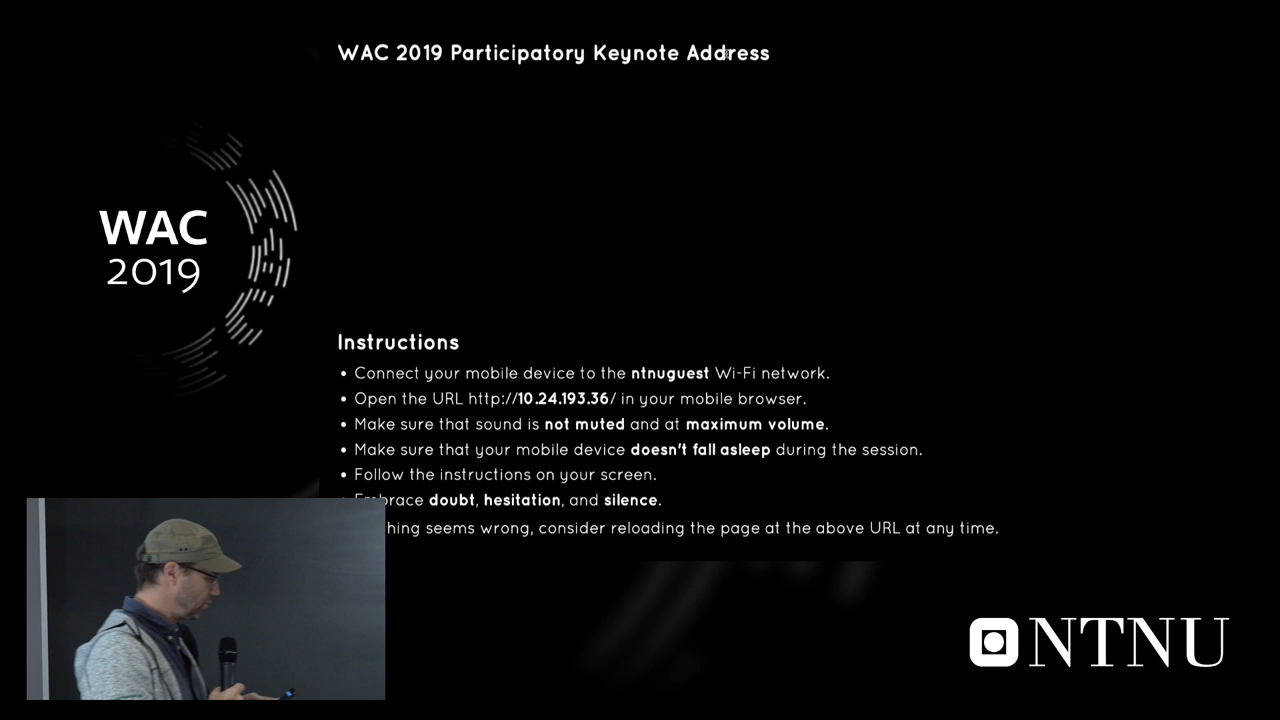 WAC 2019 Participatory Keynote Address
WAC
2019
Instructions
• Connect your mobile device to the ntnuguest Wi-Fi network.
• Open the URL http://10.24.193.36/ in your mobile browser.
• Make sure that sound is not muted and at maximum volume.
• Make sure that your mobile device doesn't fall asleep during the session.
• Follow the instructions on your screen.
• Embrace doubt, hesitation, and silence.
seems wrong, consider reloading the page at the above URL at any time.
NTNU